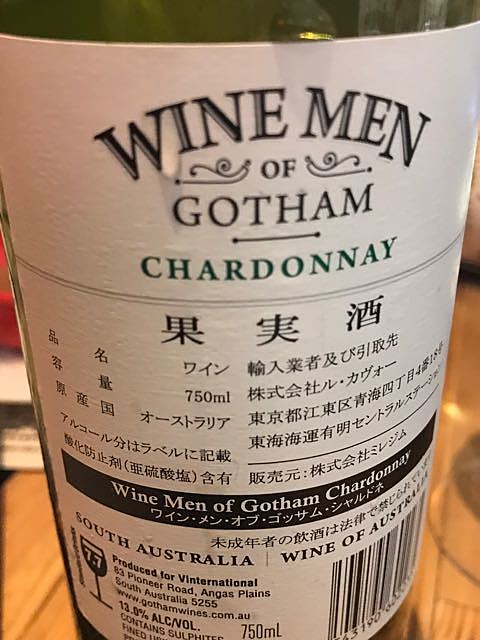 WINE MEN
OF
GOTHAM
CHARDONNAY
果実酒
品名 ワイン
容量 750ml
原産国 オーストラリア
アルコール分はラベルに記載
酸化防止剤(亜硫酸塩)含有
輸入業者及び引取先
株式会社ル・カヴォー
東京都江東区青海四丁目4番18号
東海海運有明セントラルステーション
販売元:株式会社ミレジム
Wine Men of Gotham Chardonnay
ワイン・メン・オブ・ゴッサム・シャルドネ
未成年者の飲酒は法律で禁じられてい
SOUTH AUSTRALIA | WINE OF AUSTRALIA
7.7
Produced for Vinternational
83 Pioneer Road, Angas Plains
South Australia 5255
www.gothamwines.com.au
13.0% ALC/VOL.
CONTAINS SULPHITES
750ml